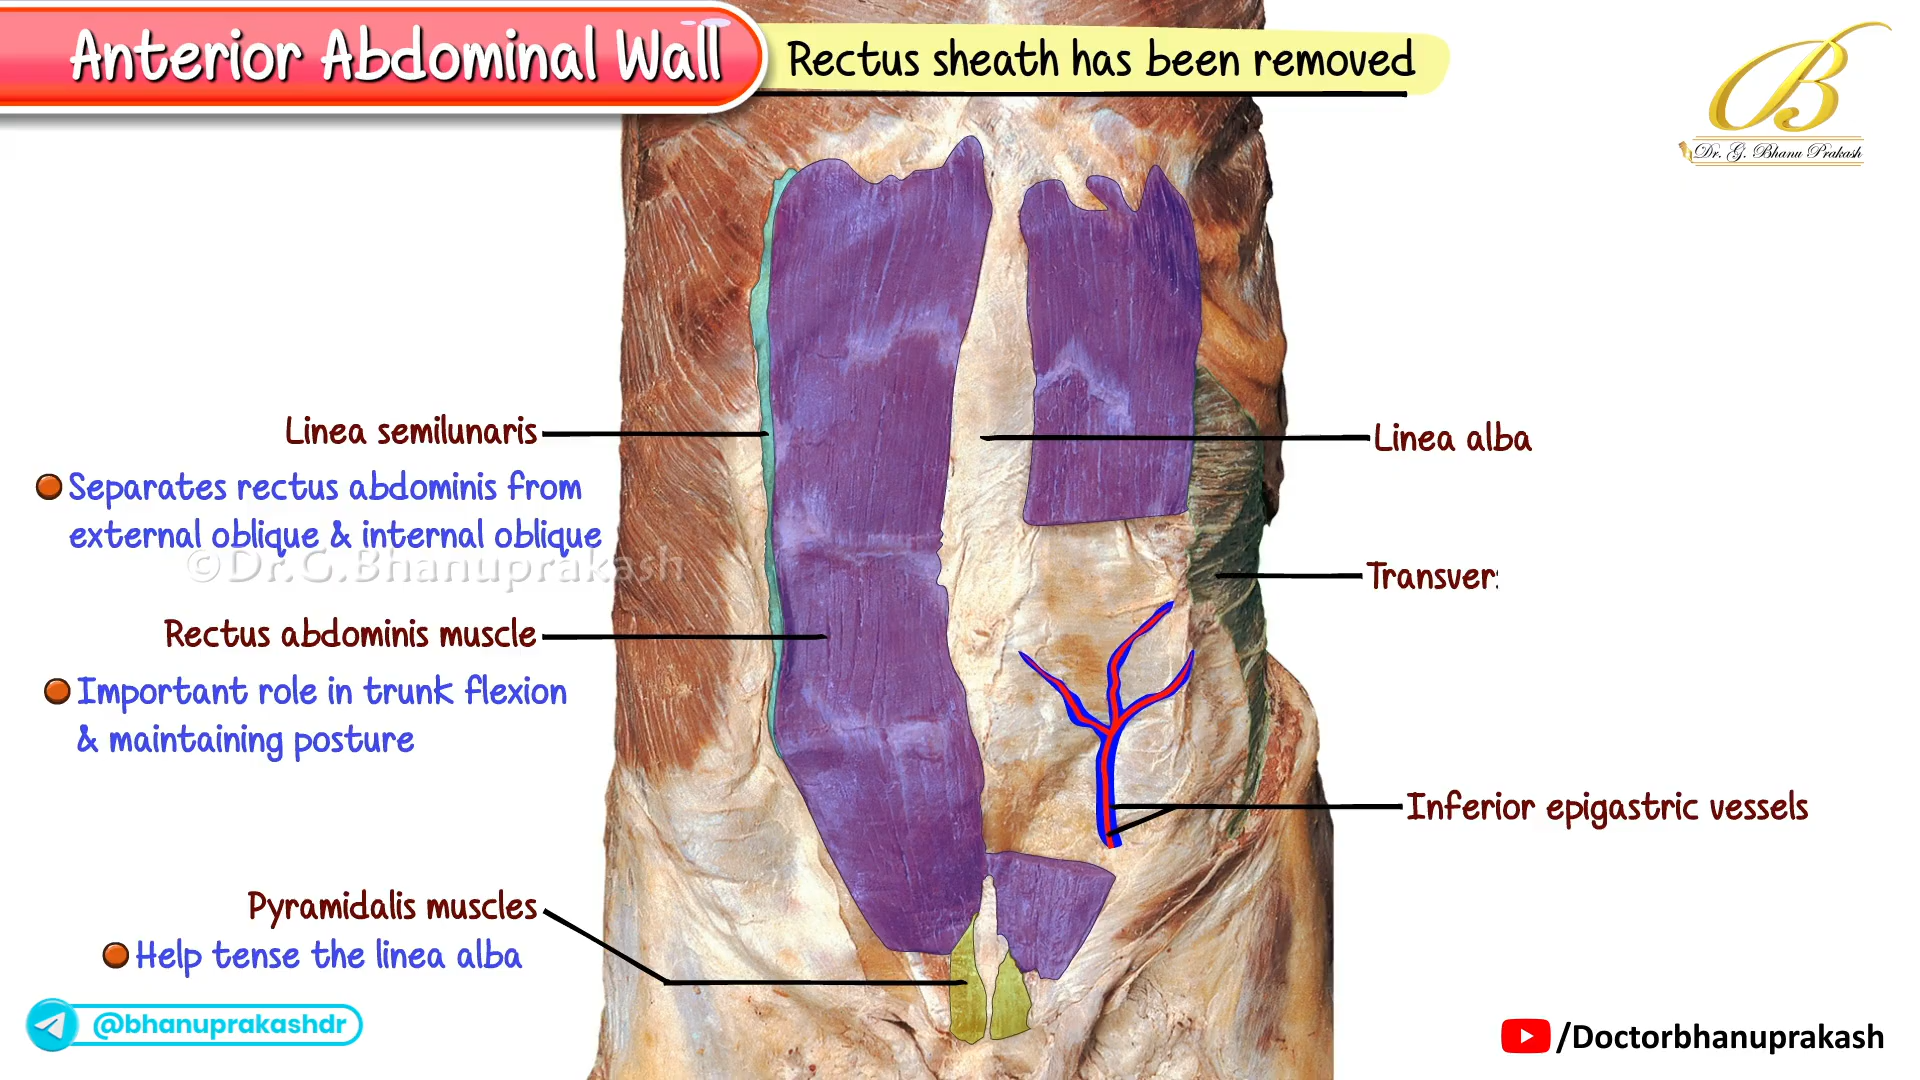 Anterior Abdominal Wall
Rectus sheath has been removed
B
Dr. G. Bhanu Prakash
Linea semilunaris
Separates rectus abdominis from
external oblique & internal oblique
©Dr.G.Bhanuprakash
Rectus abdominis muscle
Important role in trunk flexion
& maintaining posture
Pyramidalis muscles
Help tense the linea alba
Linea alba
Transver
Inferior epigastric vessels
@bhanuprakashdr
/Doctorbhanuprakash